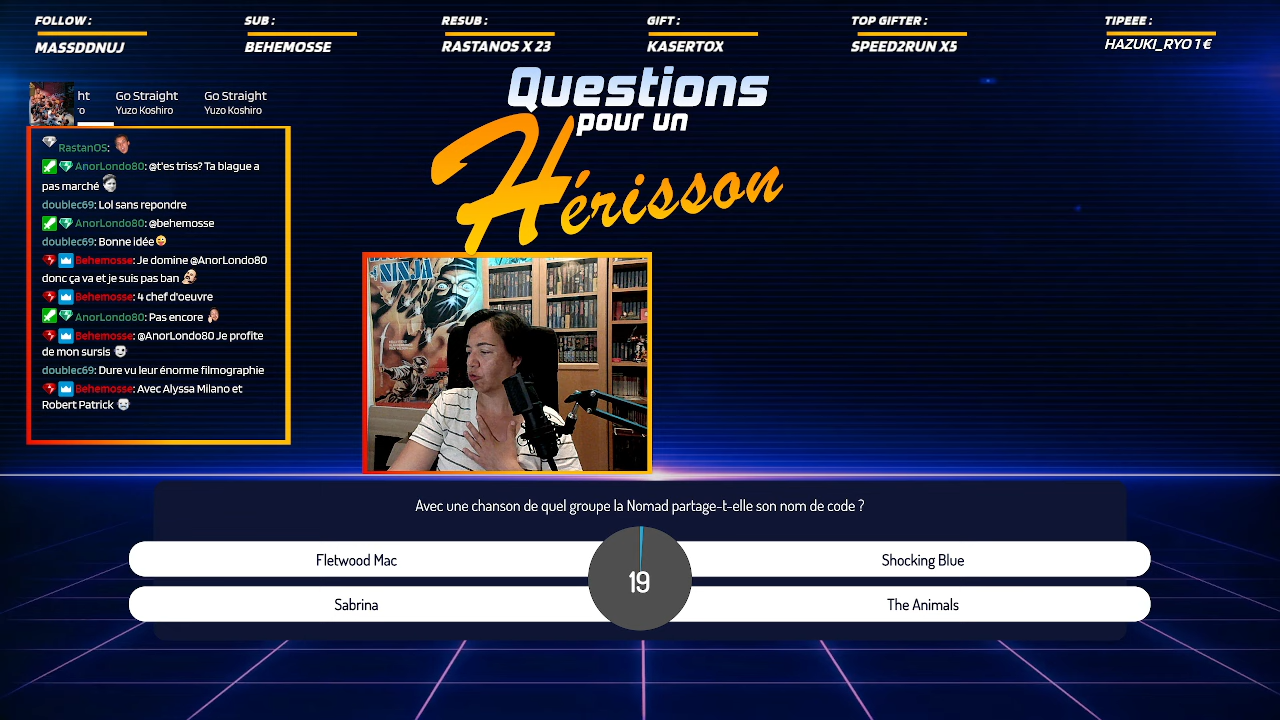 FOLLOW :
MASSDDNUJ
SUB :
BEHEMOSSE
RESUB :
RASTANOS X 23
GIFT :
KASERTOX
TOP GIFTER :
SPEED2RUN X5
TIPEEE :
HAZUKI_RYO 1 €
ht
ro
Go Straight
Yuzo Koshiro
Go Straight
Yuzo Koshiro
Questions
pour un
Hérisson
RastanOS:
AnorLondo80: @t'es triss? Ta blague a
pas marché
doublec69: Lol sans repondre
AnorLondo80: @behemosse
doublec69: Bonne idée
Behemosse: Je domine @AnorLondo80
donc ça va et je suis pas ban
Behemosse: 4 chef d'oeuvre
AnorLondo80: Pas encore
Behemosse: @AnorLondo80 Je profite
de mon sursis
doublec69: Dure vu leur énorme filmographie
Behemosse: Avec Alyssa Milano et
Robert Patrick
NINJA
Avec une chanson de quel groupe la Nomad partage-t-elle son nom de code ?
Fletwood Mac
Shocking Blue
19
Sabrina
The Animals